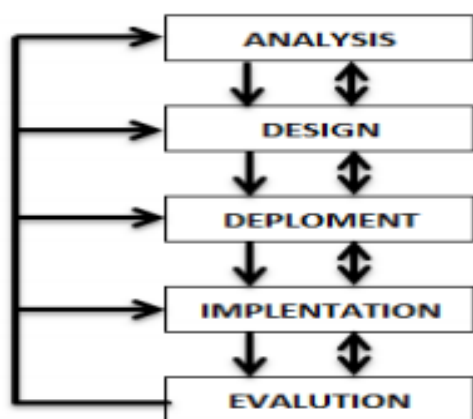 ANALYSIS
DESIGN
DEPLOMENT
IMPLENTATION
EVALUTION